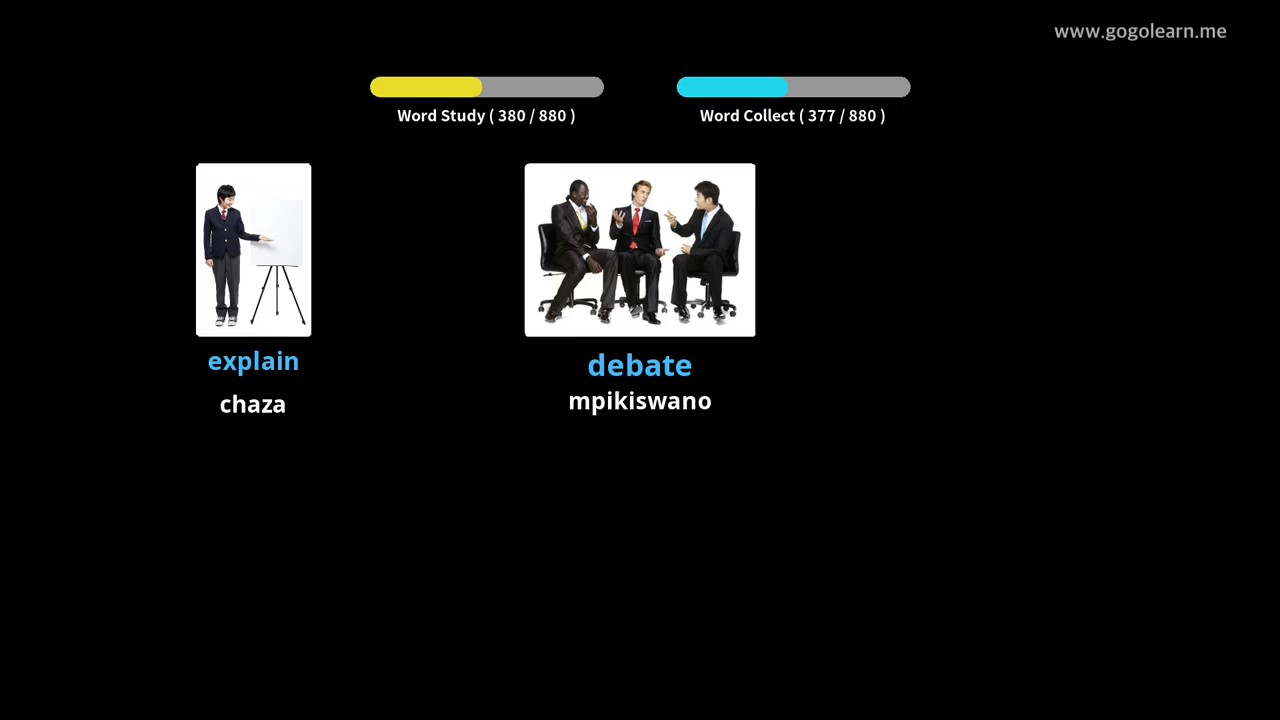 www.gogolearn.me
Word Study ( 380 / 880 )
Word Collect ( 377 / 880 )
explain
chaza
debate
mpikiswano